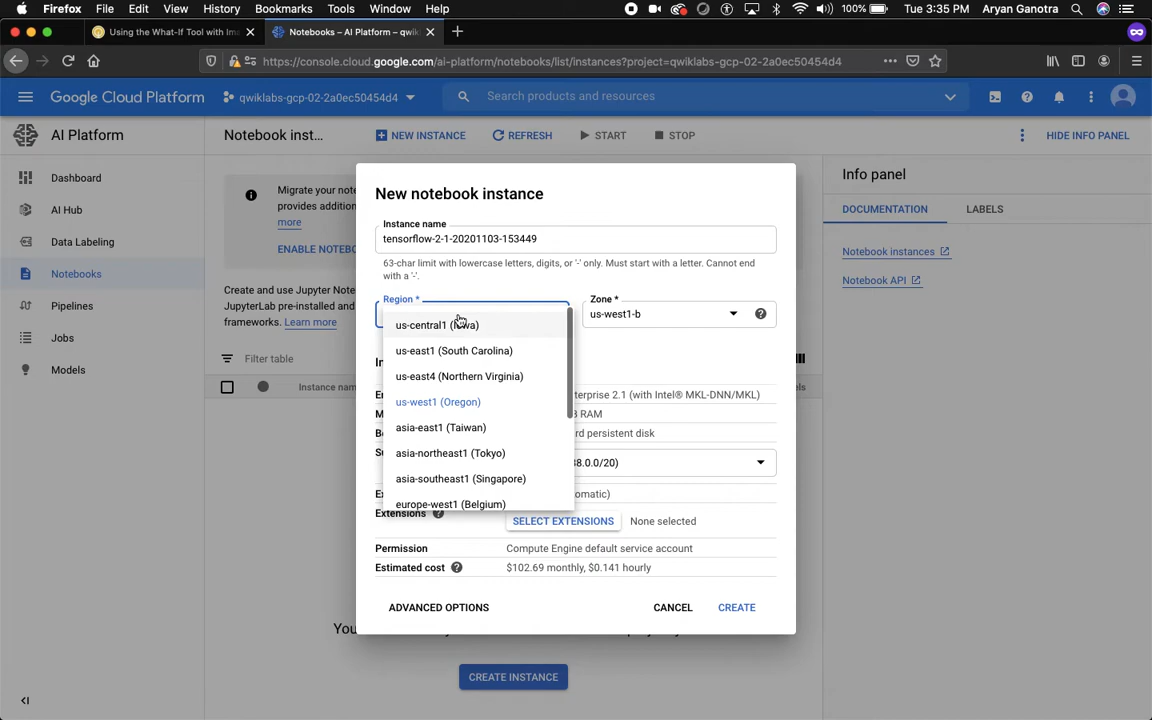 Firefox File Edit View History Bookmarks Tools Window Help 100% Tue 3:35 PM Aryan Ganotra
Using the What-If Tool with Ima
Notebooks – AI Platform – qwik
https://console.cloud.google.com/ai-platform/notebooks/list/instances?project=qwiklabs-gcp-02-2a0ec50454d4
Google Cloud Platform qwiklabs-gcp-02-2a0ec50454d4 Search products and resources
AI Platform
Notebook inst... NEW INSTANCE REFRESH START STOP HIDE INFO PANEL
Dashboard
AI Hub
Data Labeling
Notebooks
Pipelines
Jobs
Models
Migrate your note
provides addition
more
ENABLE NOTEBO
Create and use Jupyter Note
JupyterLab pre-installed and
frameworks. Learn more
Filter table
Instance nam
You
CREATE INSTANCE
New notebook instance
Instance name
tensorflow-2-1-20201103-153449
63-char limit with lowercase letters, digits, or '-' only. Must start with a letter. Cannot end
with a '-'.
Region *
Zone *
us-west1-b
us-central1 (Iowa)
us-east1 (South Carolina)
us-east4 (Northern Virginia)
us-west1 (Oregon)
asia-east1 (Taiwan)
asia-northeast1 (Tokyo)
asia-southeast1 (Singapore)
europe-west1 (Belgium)
terprise 2.1 (with Intel® MKL-DNN/MKL)
B RAM
rd persistent disk
38.0.0/20)
omatic)
Extensions SELECT EXTENSIONS None selected
Permission Compute Engine default service account
Estimated cost $102.69 monthly, $0.141 hourly
ADVANCED OPTIONS CANCEL CREATE
Info panel
DOCUMENTATION LABELS
Notebook instances
Notebook API